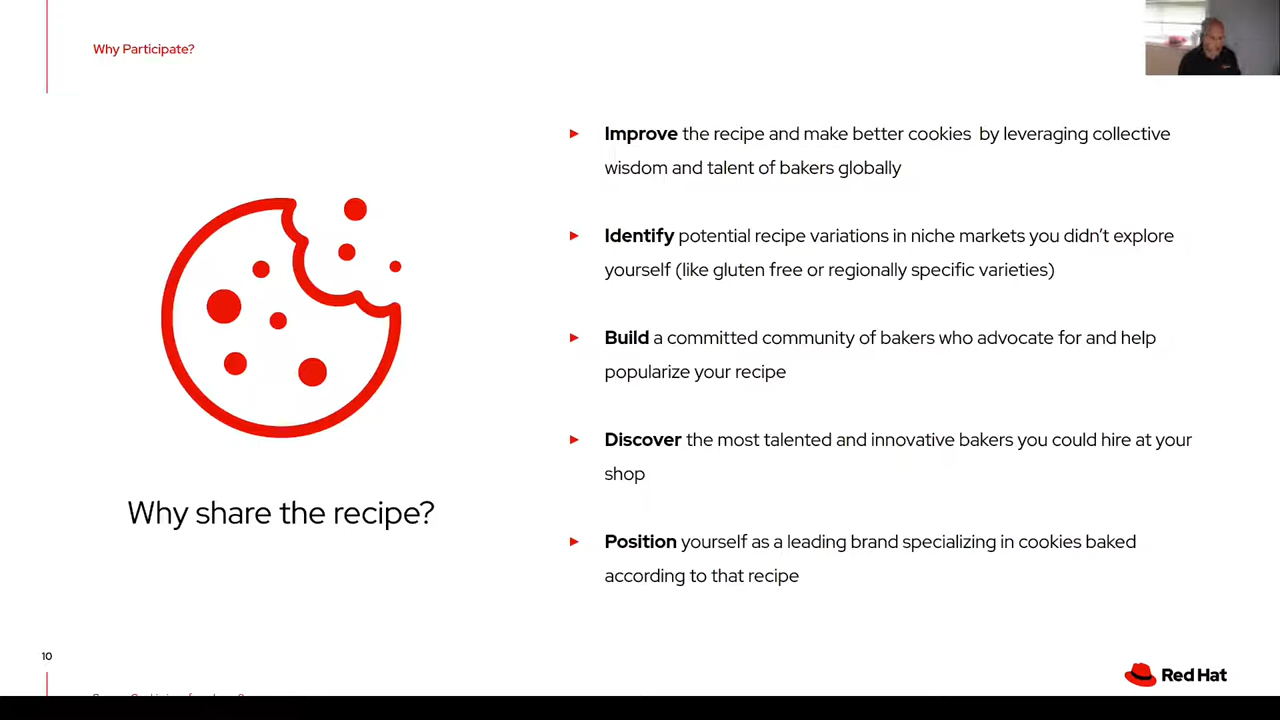 Why Participate?
Improve the recipe and make better cookies by leveraging collective
wisdom and talent of bakers globally
Identify potential recipe variations in niche markets you didn’t explore
yourself (like gluten free or regionally specific varieties)
Build a committed community of bakers who advocate for and help
popularize your recipe
Discover the most talented and innovative bakers you could hire at your
shop
Position yourself as a leading brand specializing in cookies baked
according to that recipe
Why share the recipe?
10
Red Hat